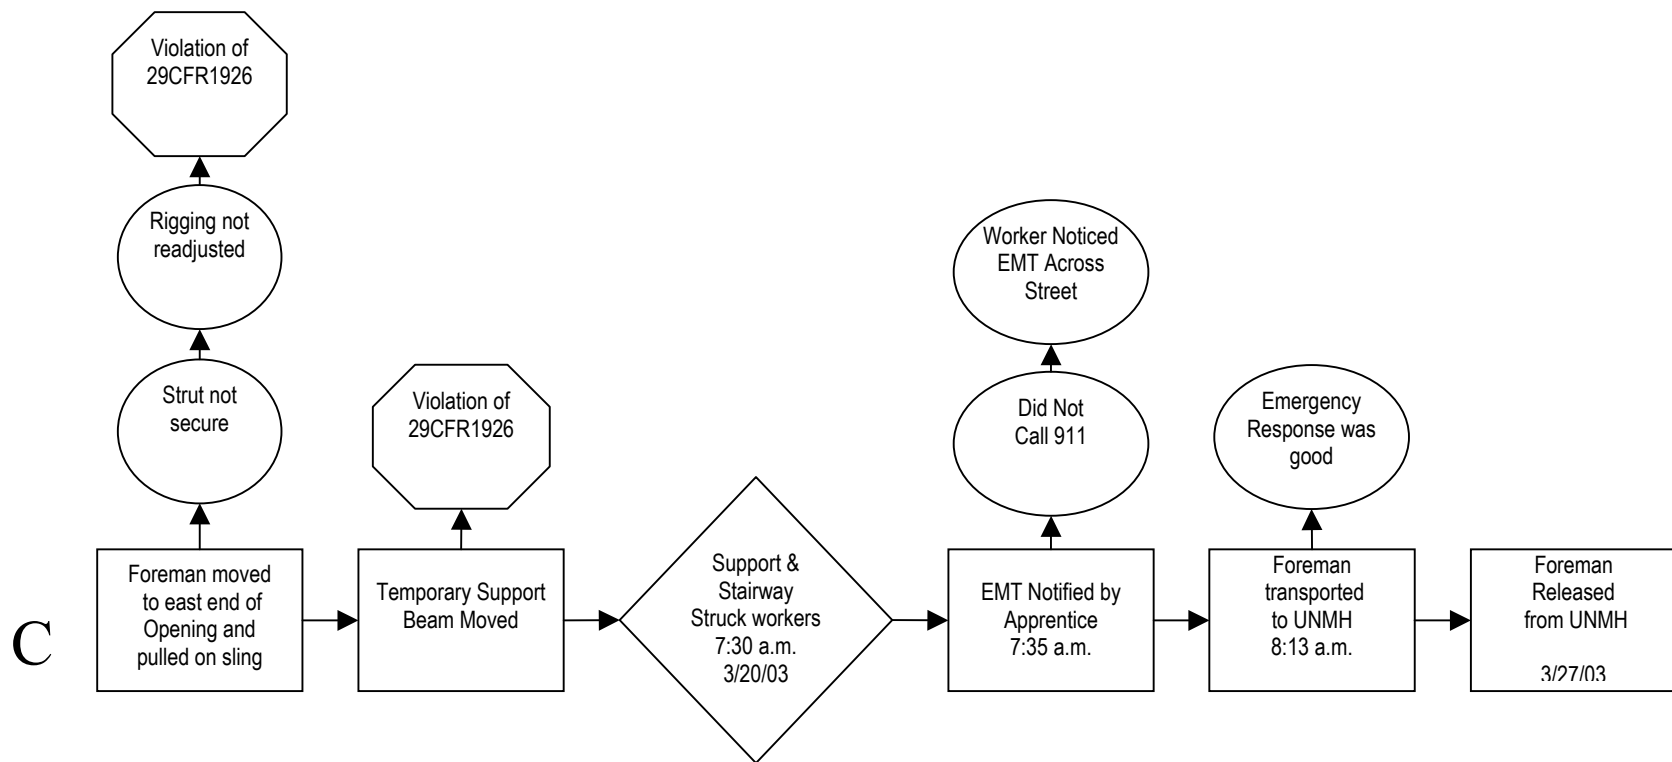 Violation of
29CFR1926
Rigging not
readjusted
Strut not
secure
Foreman moved
to east end of
Opening and
pulled on sling
C
Violation of
29CFR1926
Temporary Support
Beam Moved
Support &
Stairway
Struck workers
7:30 a.m.
3/20/03
Worker Noticed
EMT Across
Street
Did Not
Call 911
EMT Notified by
Apprentice
7:35 a.m.
Emergency
Response was
good
Foreman
transported
to UNMH
8:13 a.m.
Foreman
Released
from UNMH
3/27/03